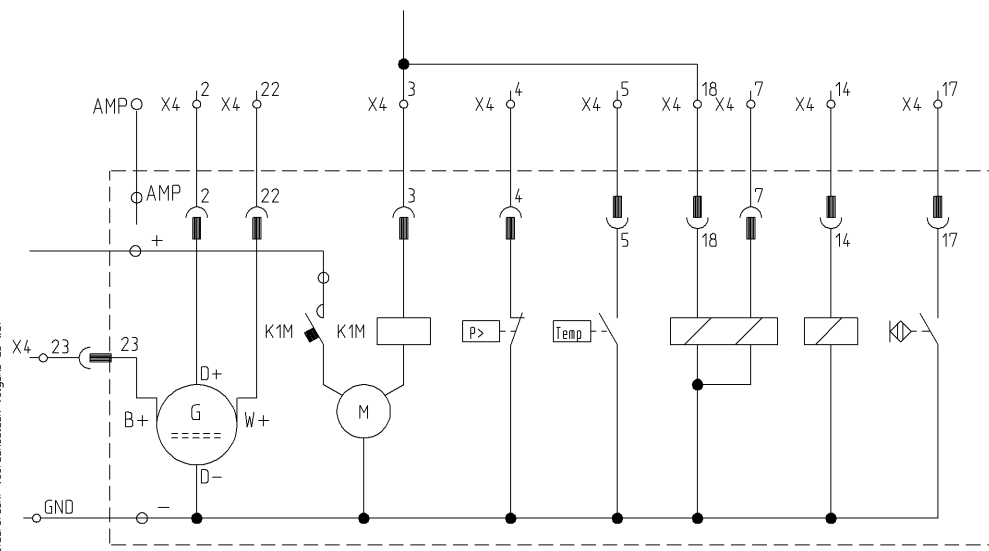 2 22 3 4 5 18 7 14 17
AMP X4 X4 X4 X4 X4 X4 X4 X4 X4
AMP 2 22 3 4 7
+ 5 18 14 17
K1M K1M P> Temp
X4 23 23
D+
B+ G W+ M
D-
GND -